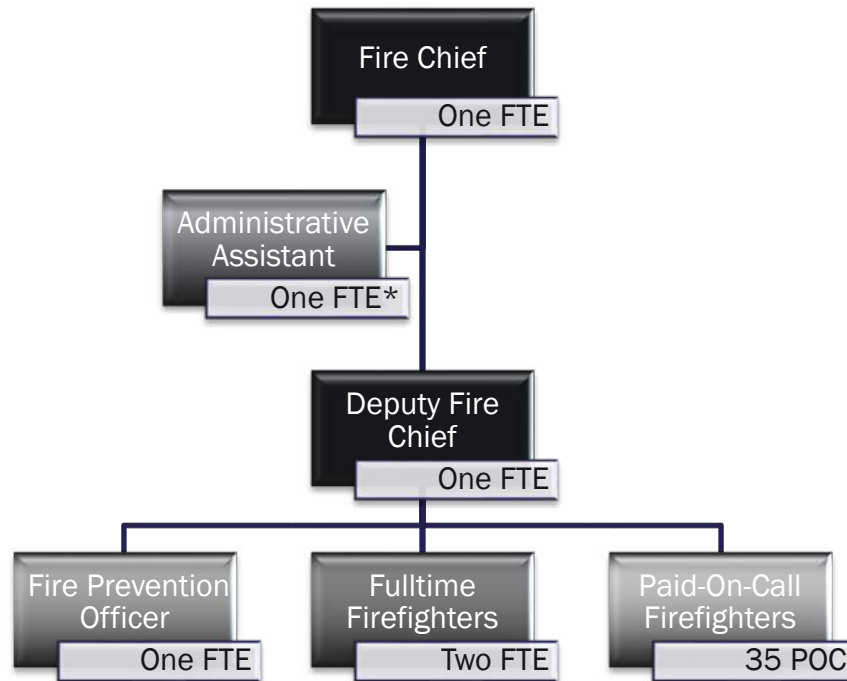 Fire Chief
One FTE
Administrative
Assistant
One FTE*
Deputy Fire
Chief
One FTE
Fire Prevention
Officer
One FTE
Fulltime
Firefighters
Two FTE
Paid-On-Call
Firefighters
35 POC